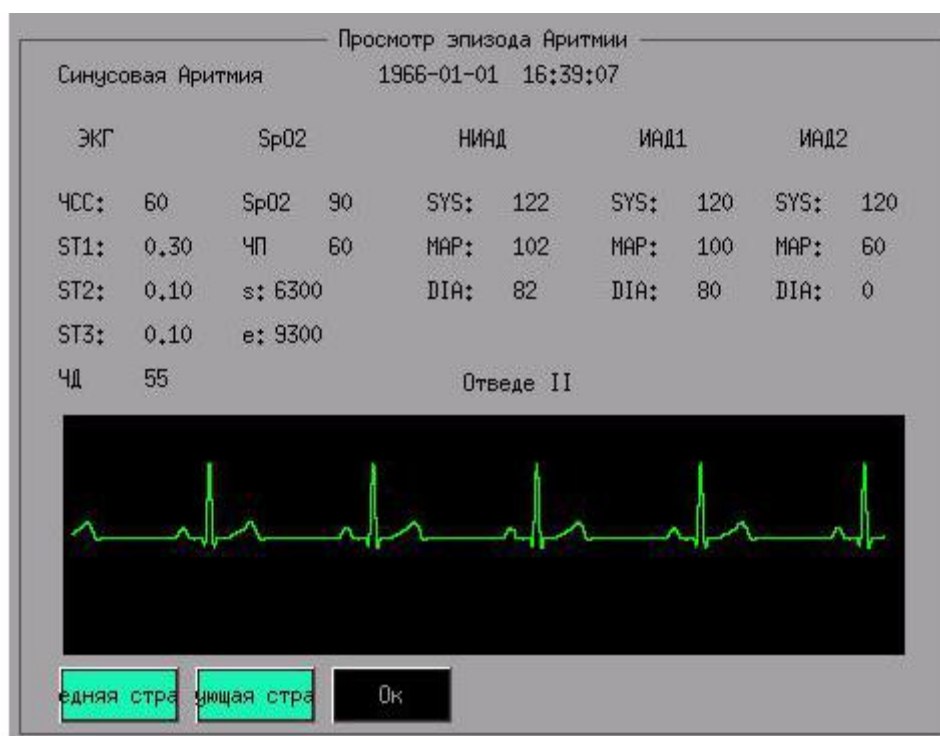 Просмотр эпизода Аритмии
Синусовая Аритмия 1966-01-01 16:39:07
ЭКГ SpO2 НИАД ИАД1 ИАД2
ЧСС: 60 SpO2 90 SYS: 122 SYS: 120 SYS: 120
ST1: 0.30 ЧП 60 MAP: 102 MAP: 100 MAP: 60
ST2: 0.10 s: 6300 DIA: 82 DIA: 80 DIA: 0
ST3: 0.10 e: 9300
ЧД 55 Отведе II
едняя стра ующая стра Ок